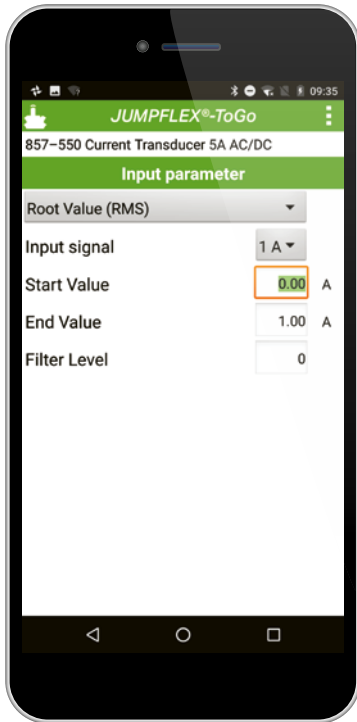 09:35
JUMPFLEX®-ToGo
857-550 Current Transducer 5A AC/DC
Input parameter
Root Value (RMS)
Input signal 1 A
Start Value 0.00 A
End Value 1.00 A
Filter Level 0